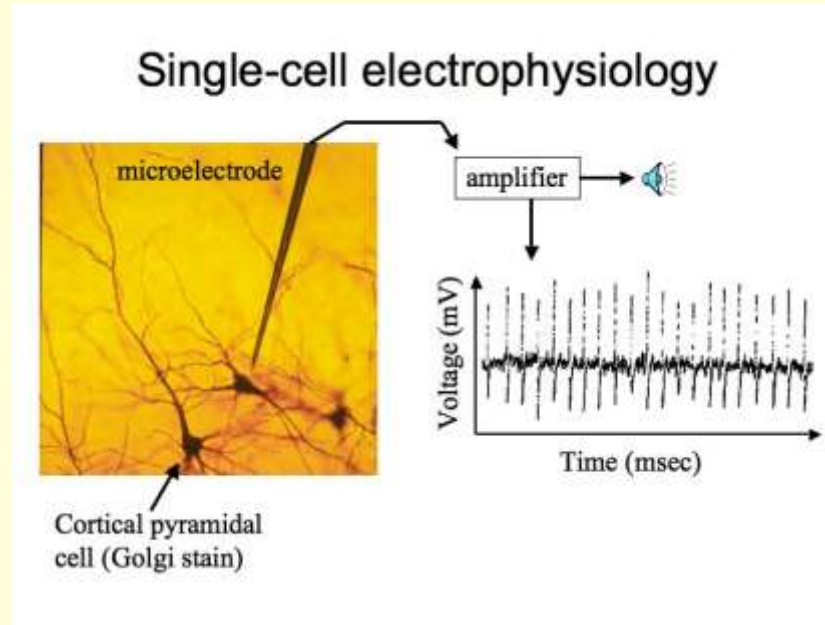 Single-cell electrophysiology
microelectrode
amplifier
Voltage (mV)
Time (msec)
Cortical pyramidal
cell (Golgi stain)